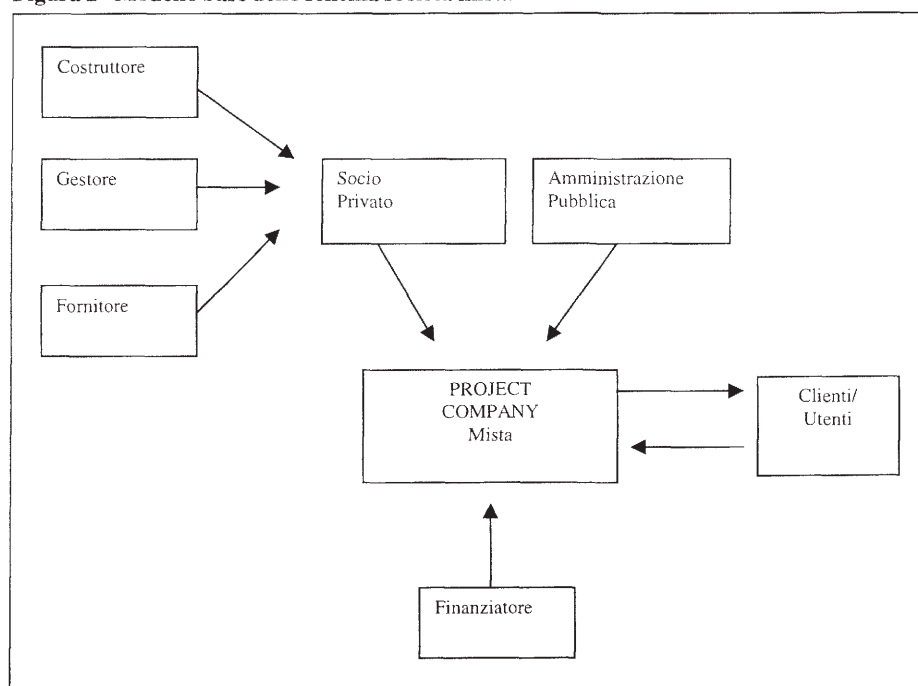 Costruttore
Gestore
Socio
Privato
Amministrazione
Pubblica
Fornitore
PROJECT
COMPANY
Mista
Clienti/
Utenti
Finanziatore